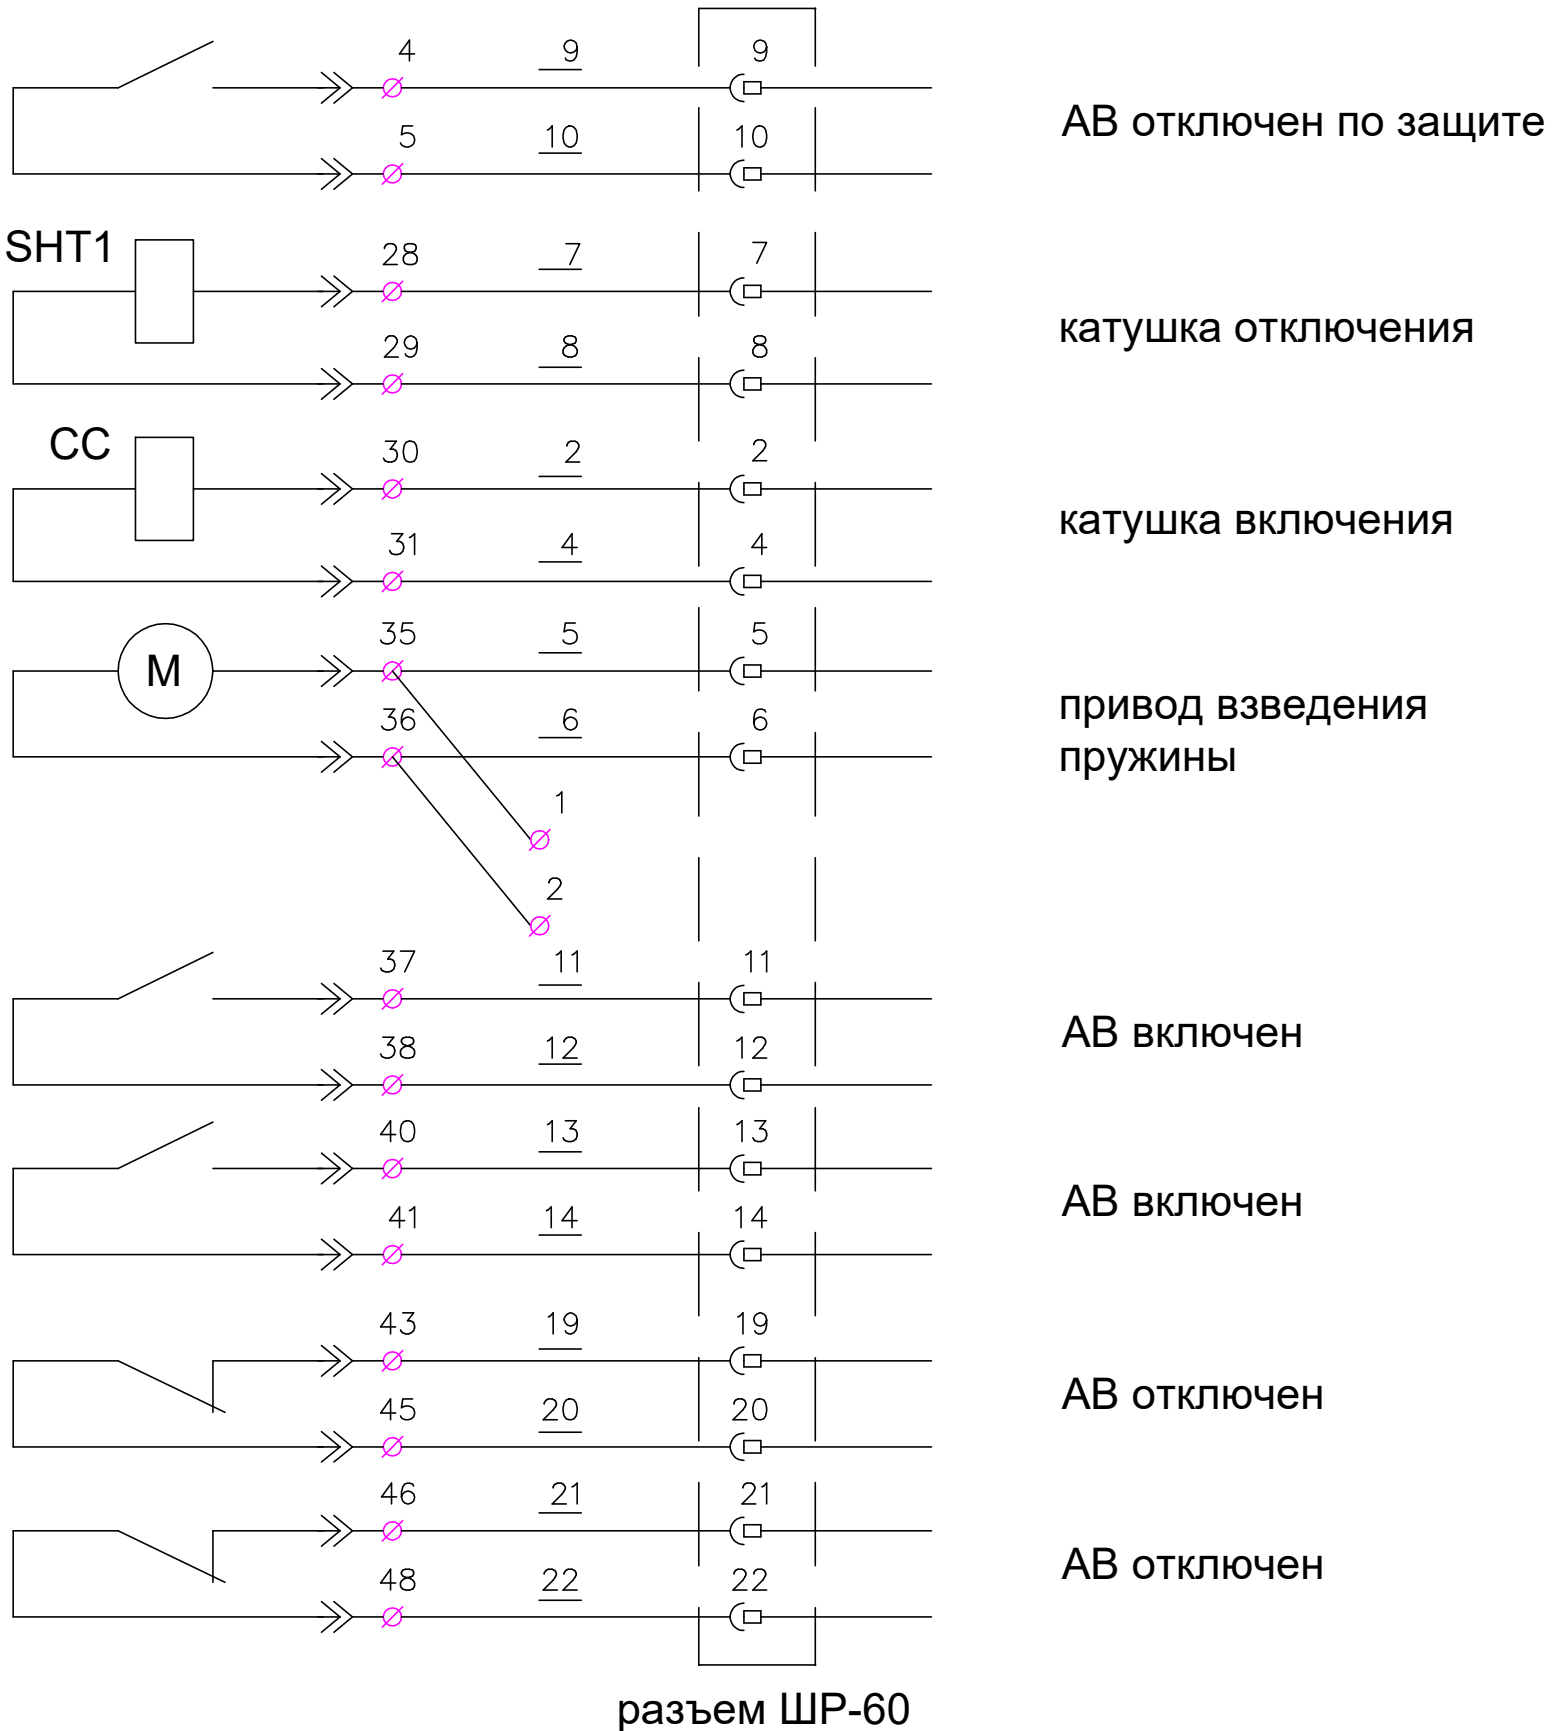 4 9 9
АВ отключен по защите
5 10 10
SHT1
28 7 7
катушка отключения
29 8 8
CC
30 2 2
катушка включения
31 4 4
35 5 5
M
привод взведения
36 6 6
пружины
1
2
37 11 11
АВ включен
38 12 12
40 13 13
АВ включен
41 14 14
43 19 19
АВ отключен
45 20 20
46 21 21
АВ отключен
48 22 22
разъем ШР-60